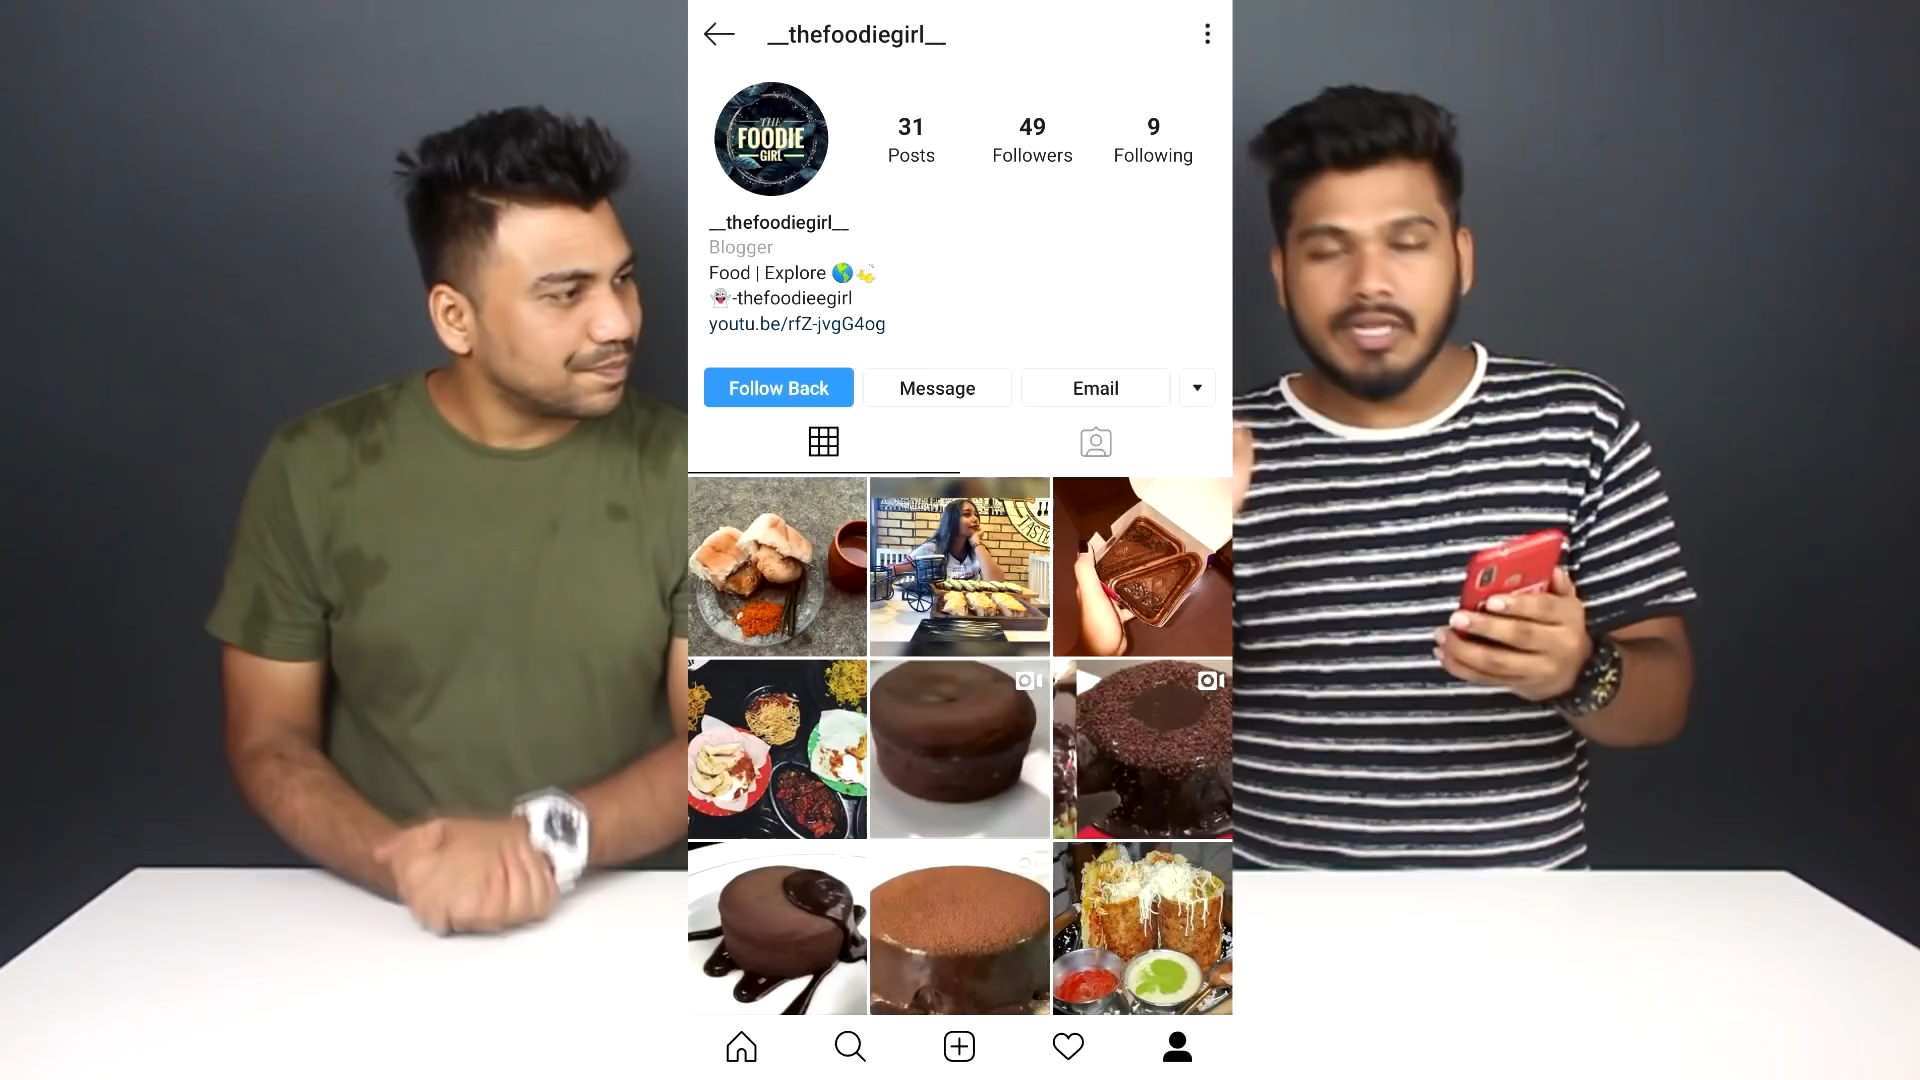 __thefoodiegirl__
THE
FOODIE
GIRL
31 49 9
Posts Followers Following
__thefoodiegirl__
Blogger
Food | Explore 🌎🍻
👻-thefoodieegirl
youtu.be/rfZ-jvgG4og
Follow Back Message Email
TASTE